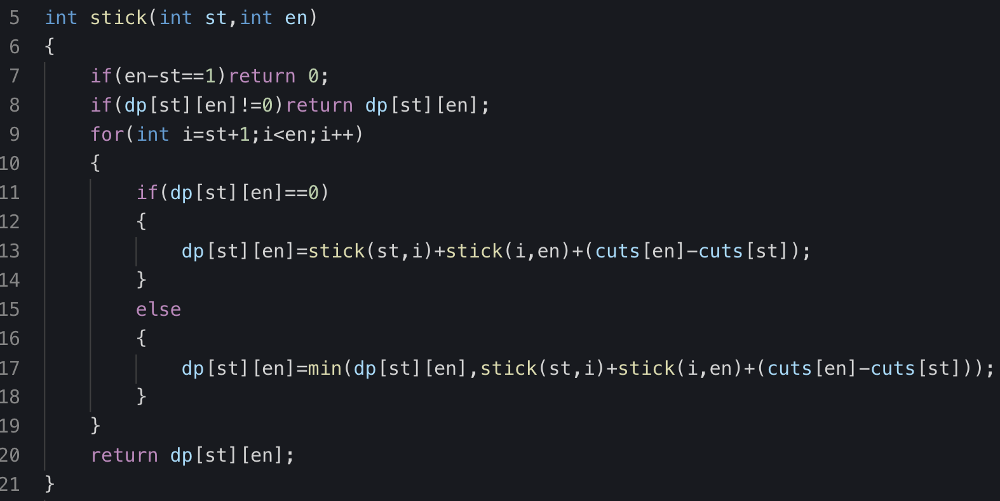 5 int stick(int st,int en)
6 {
7 if(en-st==1)return 0;
8 if(dp[st][en]!=0)return dp[st][en];
9 for(int i=st+1;i<en;i++)
10 {
11 if(dp[st][en]==0)
12 {
13 dp[st][en]=stick(st,i)+stick(i,en)+(cuts[en]-cuts[st]);
14 }
15 else
16 {
17 dp[st][en]=min(dp[st][en],stick(st,i)+stick(i,en)+(cuts[en]-cuts[st]));
18 }
19 }
20 return dp[st][en];
21 }